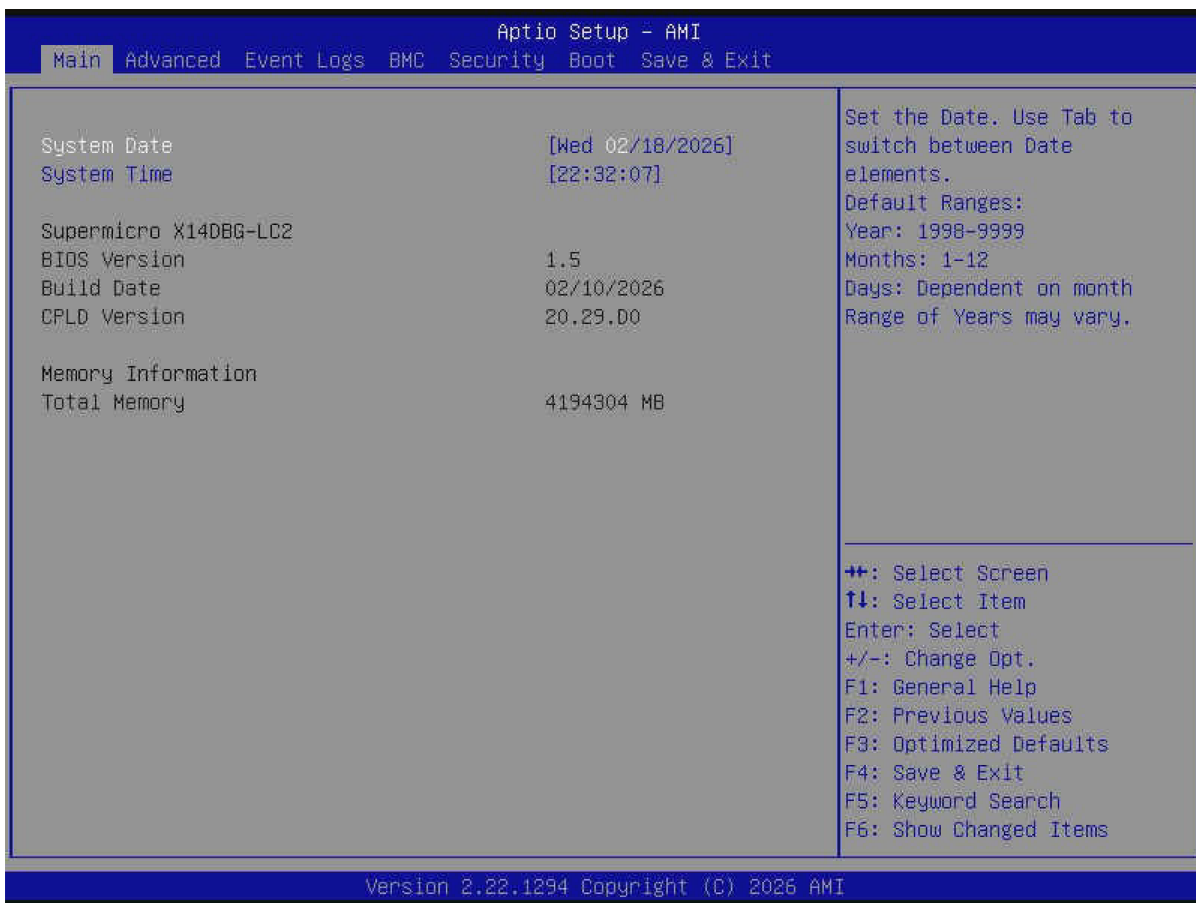 Aptio Setup - AMI
Main Advanced Event Logs BMC Security Boot Save & Exit
System Date [Wed 02/18/2026]
System Time [22:32:07]
Supermicro X14DBG-LC2
BIOS Version 1.5
Build Date 02/10/2026
CPLD Version 20.29.D0
Memory Information
Total Memory 4194304 MB
Set the Date. Use Tab to
switch between Date
elements.
Default Ranges:
Year: 1998-9999
Months: 1-12
Days: Dependent on month
Range of Years may vary.
→←: Select Screen
↑↓: Select Item
Enter: Select
+/-: Change Opt.
F1: General Help
F2: Previous Values
F3: Optimized Defaults
F4: Save & Exit
F5: Keyword Search
F6: Show Changed Items
Version 2.22.1294 Copyright (C) 2026 AMI